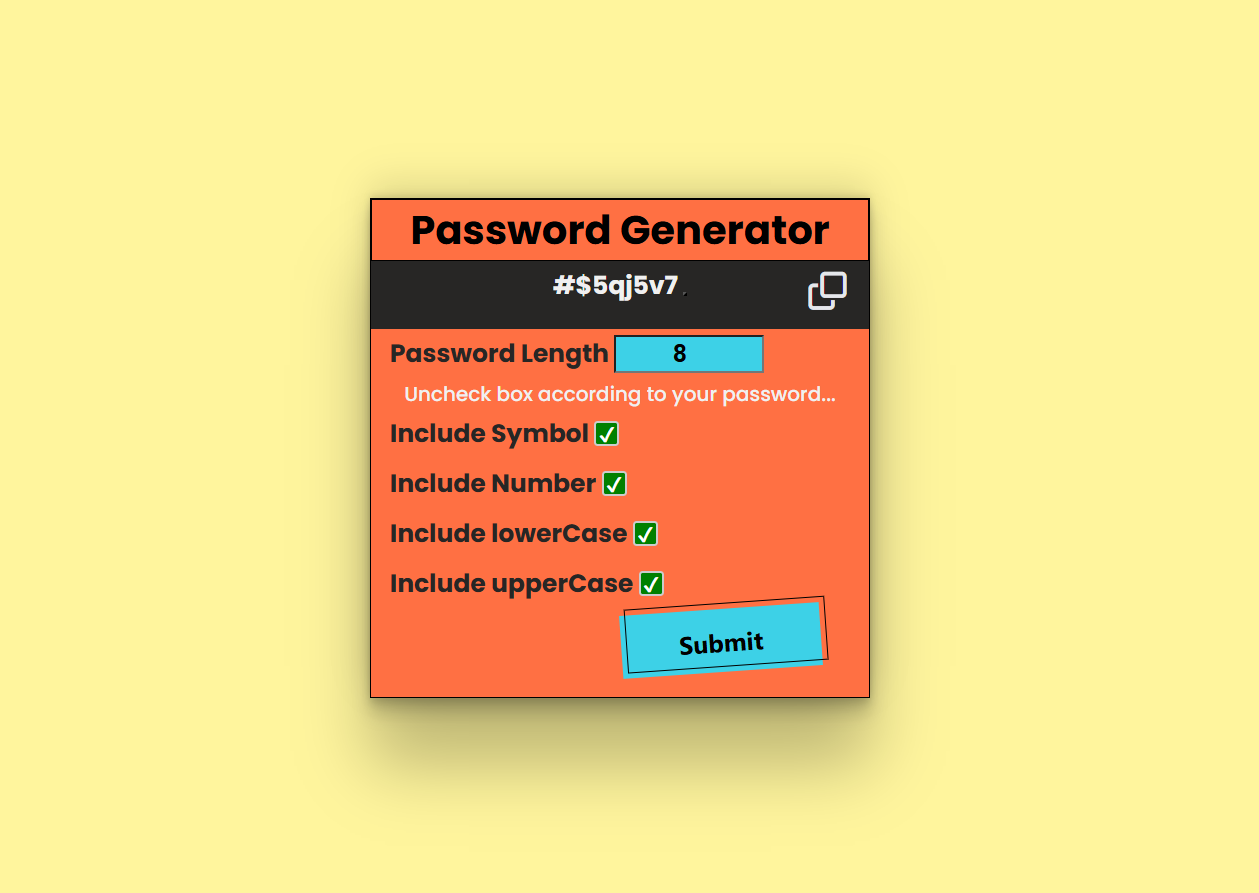 Password Generator
#$5qj5v7
Password Length 8
Uncheck box according to your password...
Include Symbol
Include Number
Include lowerCase
Include upperCase
Submit